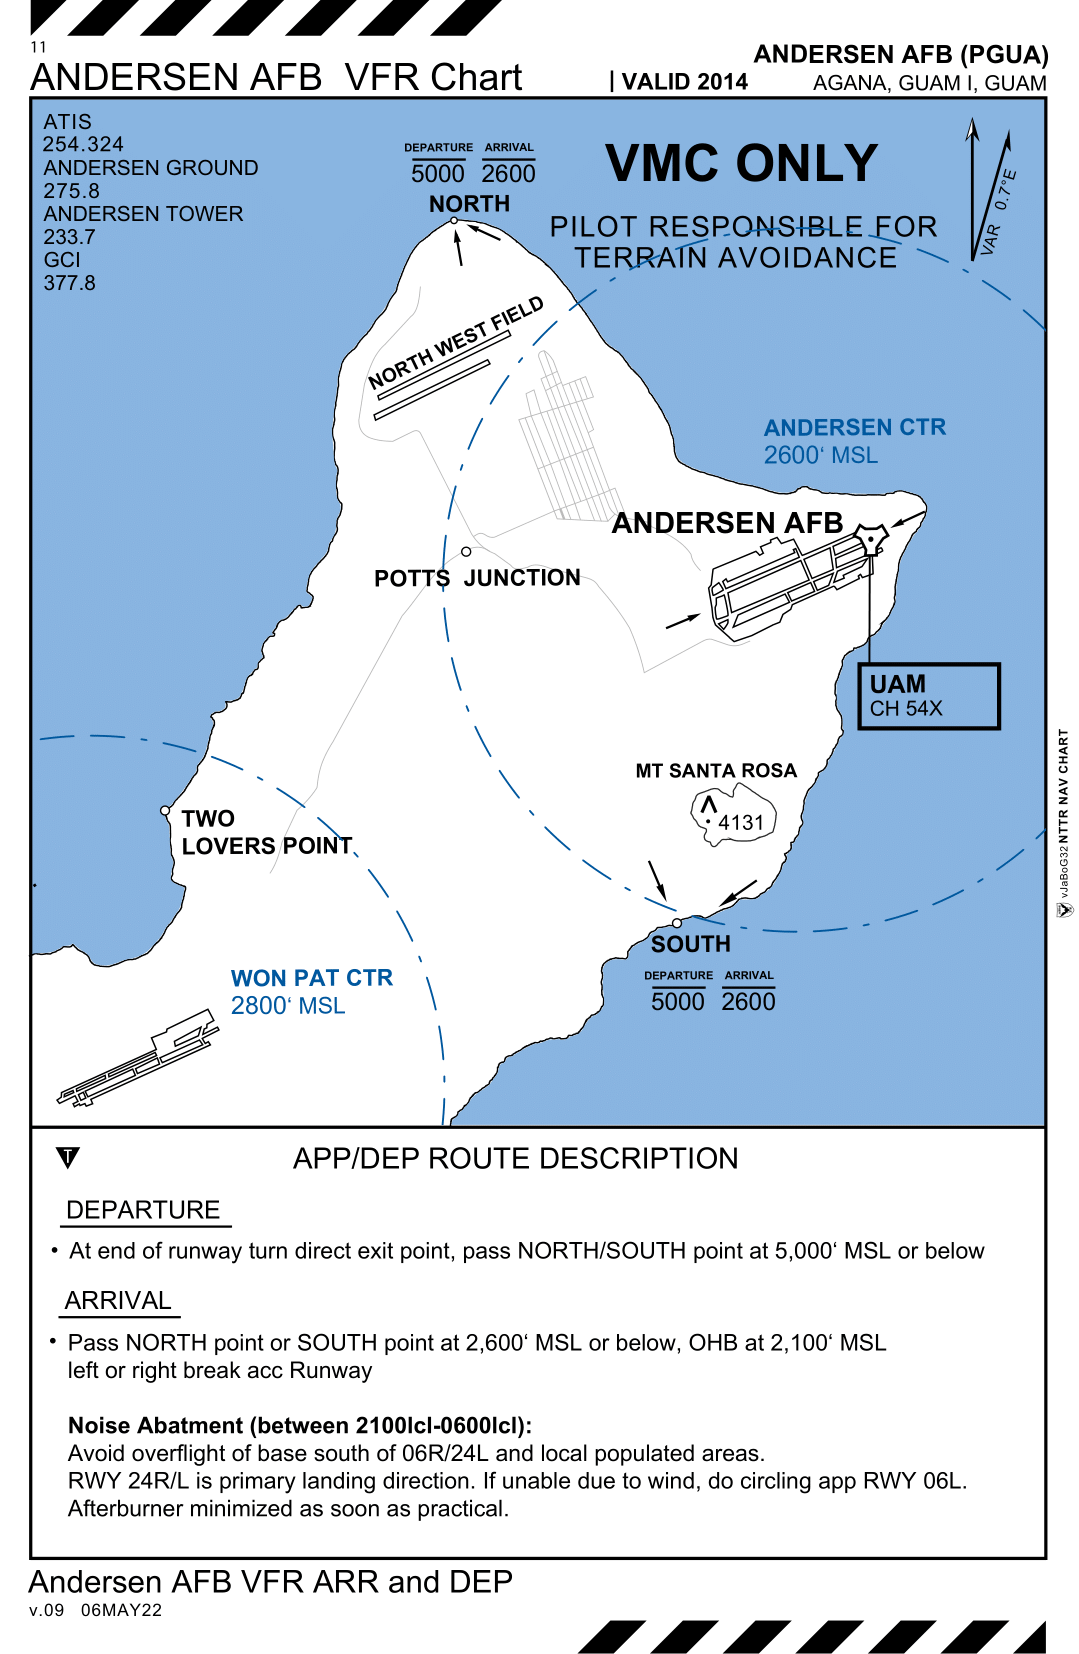 11
ANDERSEN AFB VFR Chart
| VALID 2014
ANDERSEN AFB (PGUA)
AGANA, GUAM I, GUAM
ATIS
254.324
ANDERSEN GROUND
275.8
ANDERSEN TOWER
233.7
GCI
377.8
DEPARTURE ARRIVAL
5000 2600
NORTH
VMC ONLY
PILOT RESPONSIBLE FOR
TERRAIN AVOIDANCE
VAR 0.7°E
NORTH WEST FIELD
ANDERSEN CTR
2600‘ MSL
ANDERSEN AFB
POTTS JUNCTION
UAM
CH 54X
MT SANTA ROSA
4131
TWO
LOVERS POINT
SOUTH
DEPARTURE ARRIVAL
5000 2600
WON PAT CTR
2800‘ MSL
vJaBoG32 NTTR NAV CHART
T
APP/DEP ROUTE DESCRIPTION
DEPARTURE
• At end of runway turn direct exit point, pass NORTH/SOUTH point at 5,000‘ MSL or below
ARRIVAL
• Pass NORTH point or SOUTH point at 2,600‘ MSL or below, OHB at 2,100‘ MSL
left or right break acc Runway
Noise Abatment (between 2100lcl-0600lcl):
Avoid overflight of base south of 06R/24L and local populated areas.
RWY 24R/L is primary landing direction. If unable due to wind, do circling app RWY 06L.
Afterburner minimized as soon as practical.
Andersen AFB VFR ARR and DEP
v.09 06MAY22